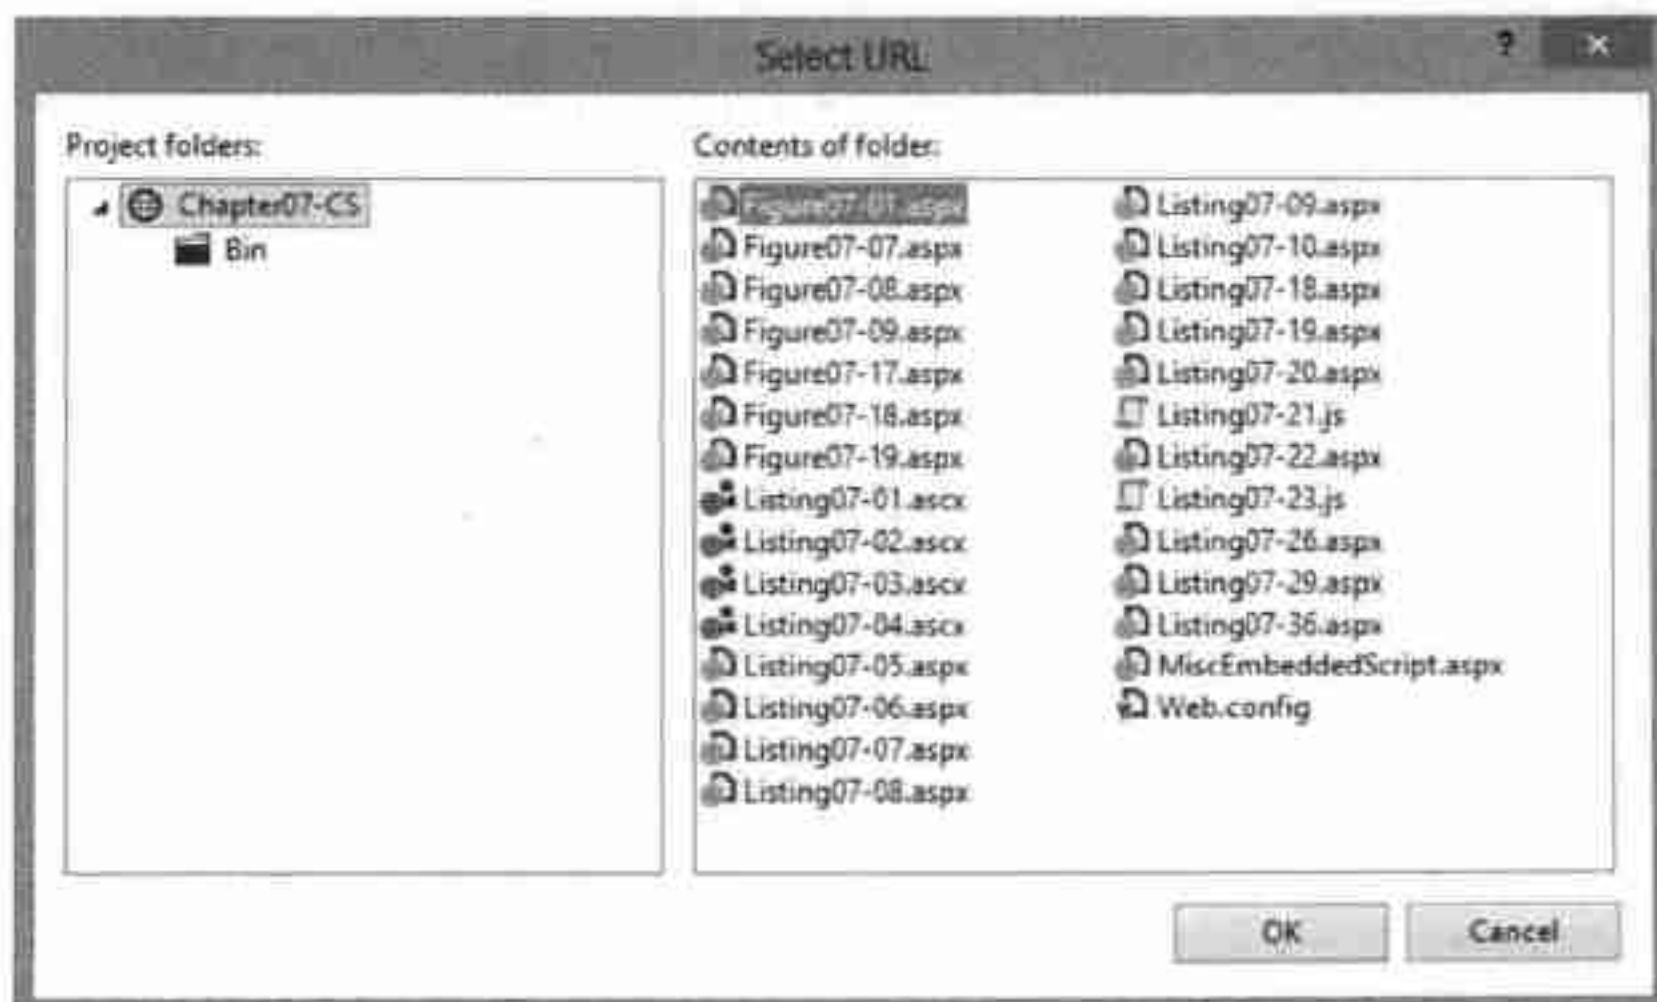 Select URL
? x
Project folders:
Chapter07-CS
Bin
Contents of folder:
Figure07-01.aspx
Figure07-07.aspx
Figure07-08.aspx
Figure07-09.aspx
Figure07-17.aspx
Figure07-18.aspx
Figure07-19.aspx
Listing07-01.ascx
Listing07-02.ascx
Listing07-03.ascx
Listing07-04.ascx
Listing07-05.aspx
Listing07-06.aspx
Listing07-07.aspx
Listing07-08.aspx
Listing07-09.aspx
Listing07-10.aspx
Listing07-18.aspx
Listing07-19.aspx
Listing07-20.aspx
Listing07-21.js
Listing07-22.aspx
Listing07-23.js
Listing07-26.aspx
Listing07-29.aspx
Listing07-36.aspx
MiscEmbeddedScript.aspx
Web.config
OK
Cancel